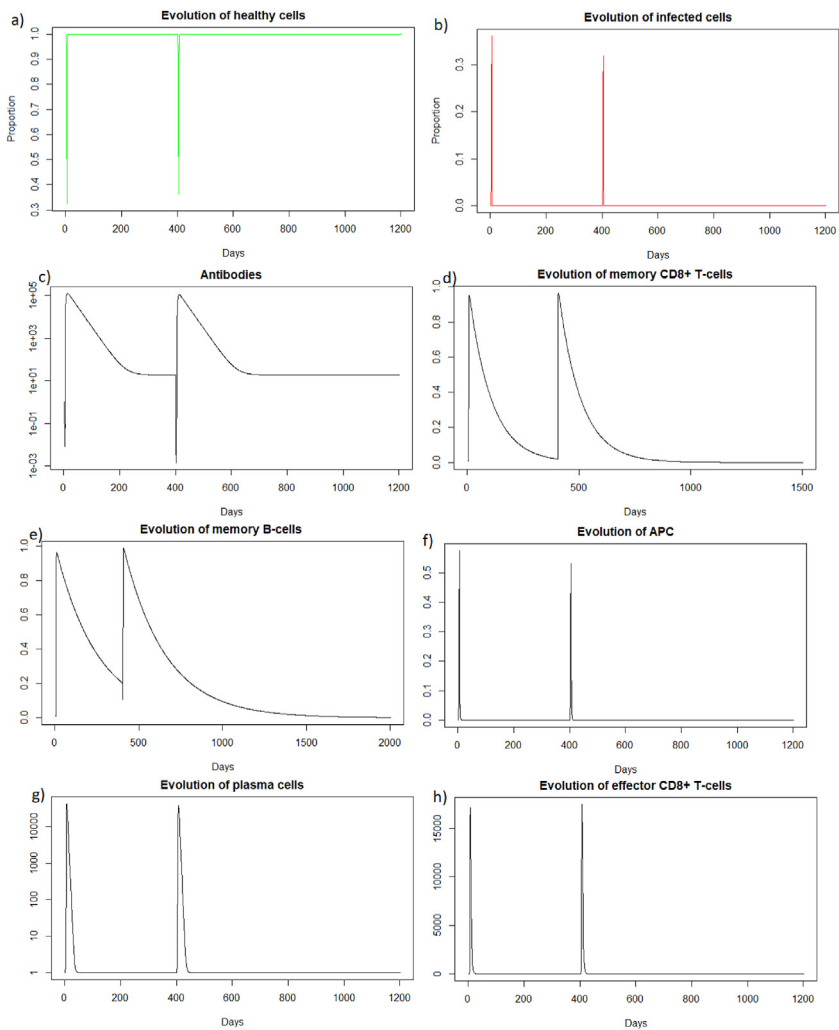 a)
Evolution of healthy cells
Proportion
1.0
0.9
0.8
0.7
0.6
0.5
0.4
0.3
0 200 400 600 800 1000 1200
Days
b)
Evolution of infected cells
Proportion
0.3
0.2
0.1
0.0
0 200 400 600 800 1000 1200
Days
c)
Antibodies
1e+05
1e+03
1e+01
1e-01
1e-03
0 200 400 600 800 1000 1200
Days
d)
Evolution of memory CD8+ T-cells
1.0
0.8
0.6
0.4
0.2
0.0
0 500 1000 1500
Days
e)
Evolution of memory B-cells
1.0
0.8
0.6
0.4
0.2
0.0
0 500 1000 1500 2000
Days
f)
Evolution of APC
0.5
0.4
0.3
0.2
0.1
0.0
0 200 400 600 800 1000 1200
Days
g)
Evolution of plasma cells
10000
1000
100
10
1
0 200 400 600 800 1000 1200
Days
h)
Evolution of effector CD8+ T-cells
15000
10000
5000
0
0 200 400 600 800 1000 1200
Days